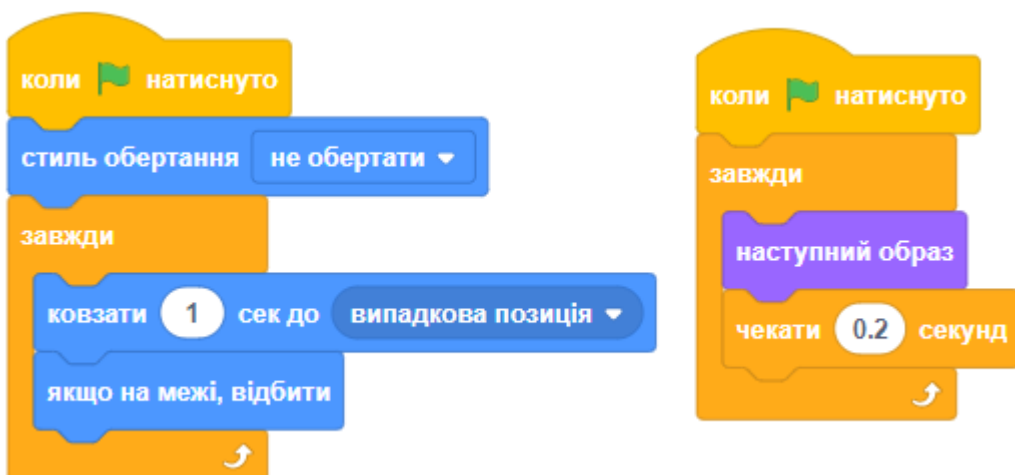 коли натиснуто
стиль обертання не обертати
завжди
ковзати 1 сек до випадкова позиція
якщо на межі, відбити
коли натиснуто
завжди
наступний образ
чекати 0.2 секунд